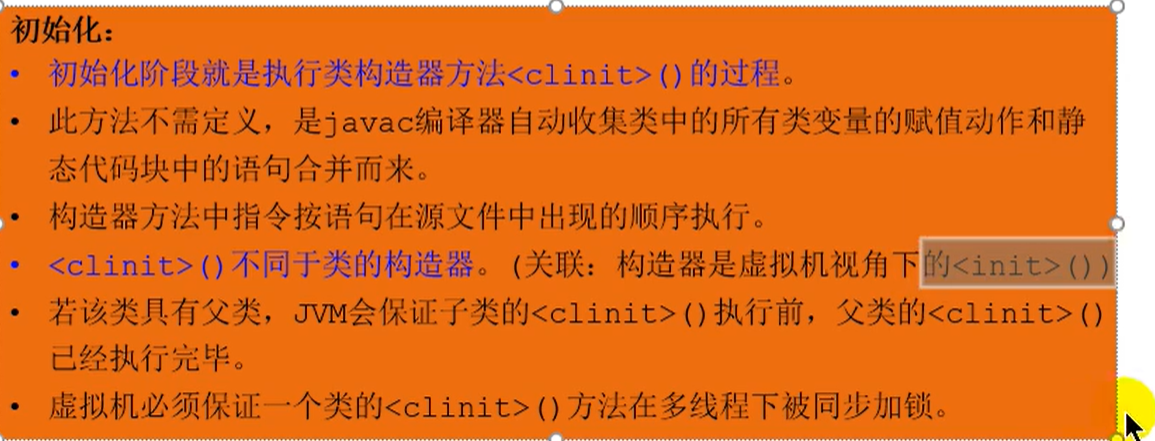 初始化：
• 初始化阶段就是执行类构造器方法<clinit>()的过程。
• 此方法不需定义，是javac编译器自动收集类中的所有类变量的赋值动作和静
态代码块中的语句合并而来。
• 构造器方法中指令按语句在源文件中出现的顺序执行。
• <clinit>()不同于类的构造器。(关联：构造器是虚拟机视角下的<init>())
• 若该类具有父类，JVM会保证子类的<clinit>()执行前，父类的<clinit>()
已经执行完毕。
• 虚拟机必须保证一个类的<clinit>()方法在多线程下被同步加锁。